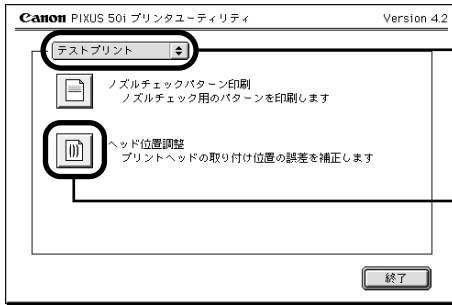 Canon PIXUS 50i プリンタユーティリティ Version 4.2
テストプリント
ノズルチェックパターン印刷
ノズルチェック用のパターンを印刷します
ヘッド位置調整
プリントヘッドの取り付け位置の誤差を補正します
終了